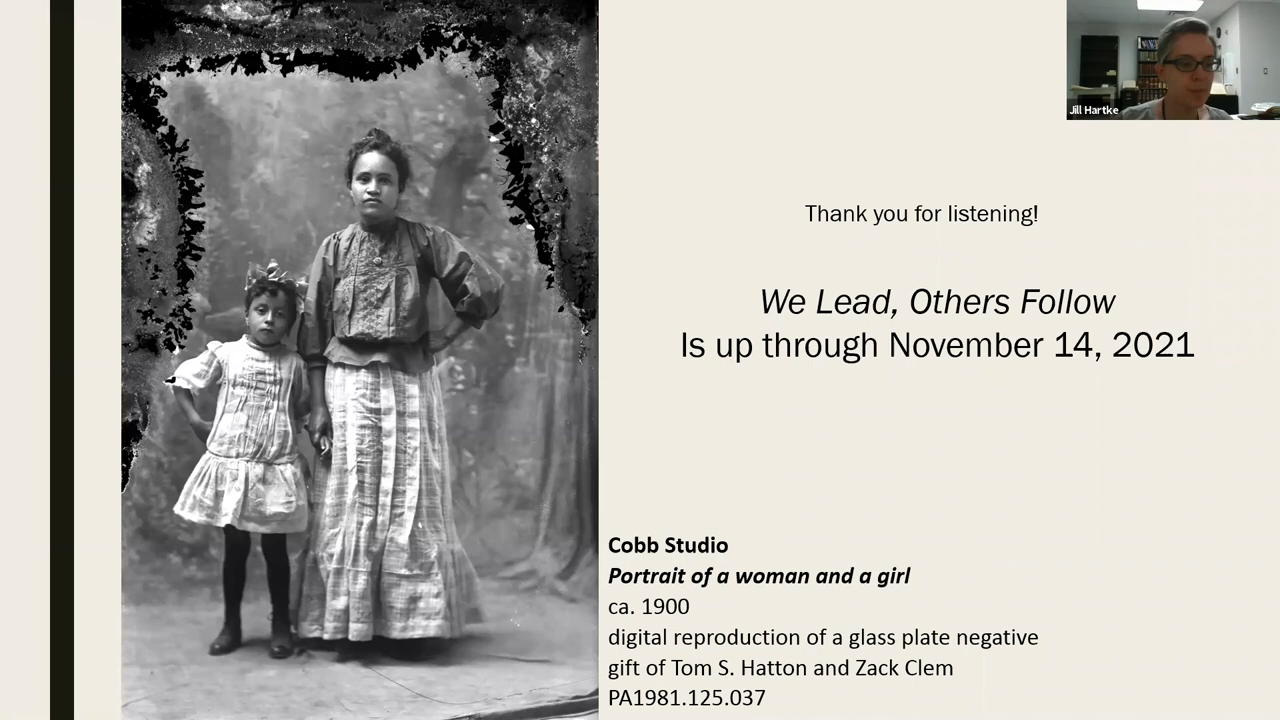 Jill Hartke
Thank you for listening!
We Lead, Others Follow
Is up through November 14, 2021
Cobb Studio
Portrait of a woman and a girl
ca. 1900
digital reproduction of a glass plate negative
gift of Tom S. Hatton and Zack Clem
PA1981.125.037